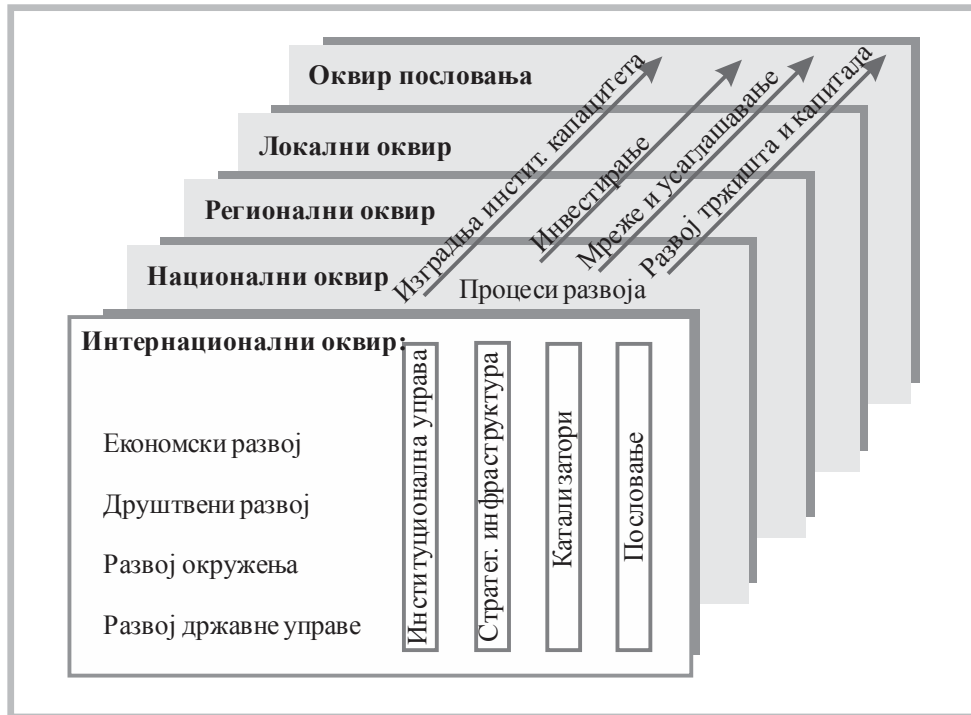 Оквир пословања
Локални оквир
Регионални оквир
Национални оквир
Изградња инстит. капацитета
Инвестирање
Мреже и усаглашавање
Развој тржишта и капитала
Процеси развоја
Интернационални оквир:
Економски развој
Друштвени развој
Развој окружења
Развој државне управе
Институционална управа
Стратег. инфраструктура
Катализатори
Пословање